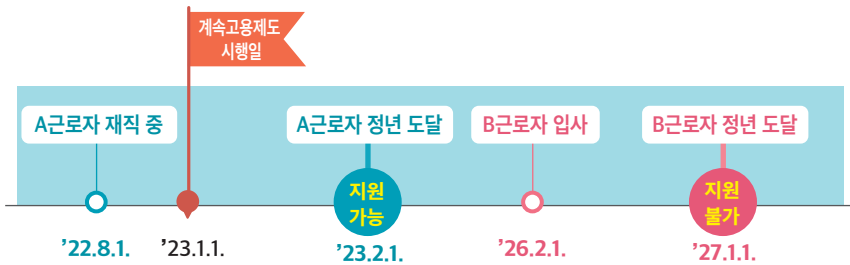 계속고용제도
시행일
A근로자 재직 중
A근로자 정년 도달
B근로자 입사
B근로자 정년 도달
지원
가능
지원
불가
’22.8.1.
’23.1.1.
’23.2.1.
’26.2.1.
’27.1.1.